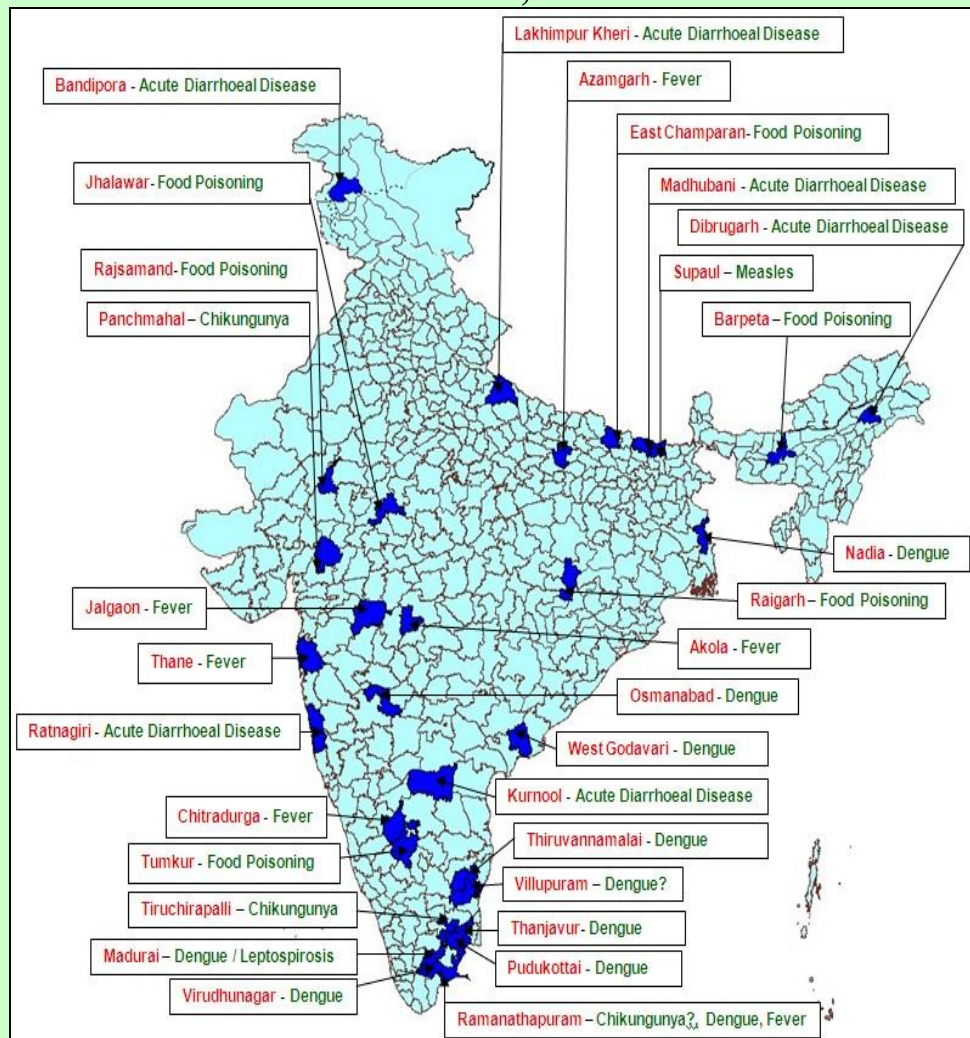 Lakhimpur Kheri - Acute Diarrhoeal Disease
Bandipora - Acute Diarrhoeal Disease
Azamgarh - Fever
East Champaran- Food Poisoning
Jhalawar- Food Poisoning
Madhubani - Acute Diarrhoeal Disease
Dibrugarh - Acute Diarrhoeal Disease
Rajsamand- Food Poisoning
Supaul – Measles
Panchmahal – Chikungunya
Barpeta – Food Poisoning
Nadia - Dengue
Jalgaon - Fever
Raigarh – Food Poisoning
Akola - Fever
Thane - Fever
Osmanabad - Dengue
Ratnagiri - Acute Diarrhoeal Disease
West Godavari - Dengue
Kurnool - Acute Diarrhoeal Disease
Chitradurga - Fever
Thiruvannamalai - Dengue
Tumkur - Food Poisoning
Villupuram – Dengue?
Tiruchirapalli – Chikungunya
Thanjavur- Dengue
Madurai – Dengue / Leptospirosis
Pudukottai - Dengue
Virudhunagar - Dengue
Ramanathapuram – Chikungunya?, Dengue, Fever